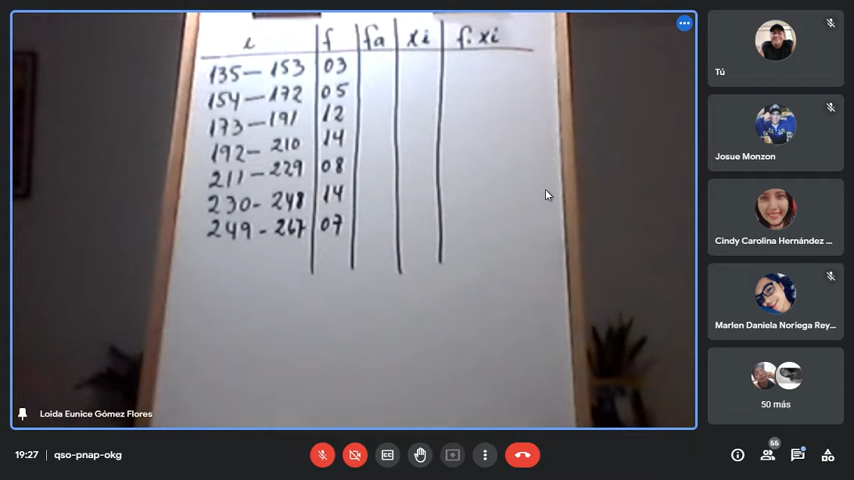 i f fa xi f. xi
135 — 153 03
154 — 172 05
173 — 191 12
192 - 210 14
211 — 229 08
230 - 248 14
249 - 267 07
Loida Eunice Gómez Flores
Tú
Josue Monzon
Cindy Carolina Hernández ...
Marlen Daniela Noriega Rey...
50 más
19:27 | qso-pnap-okg
55